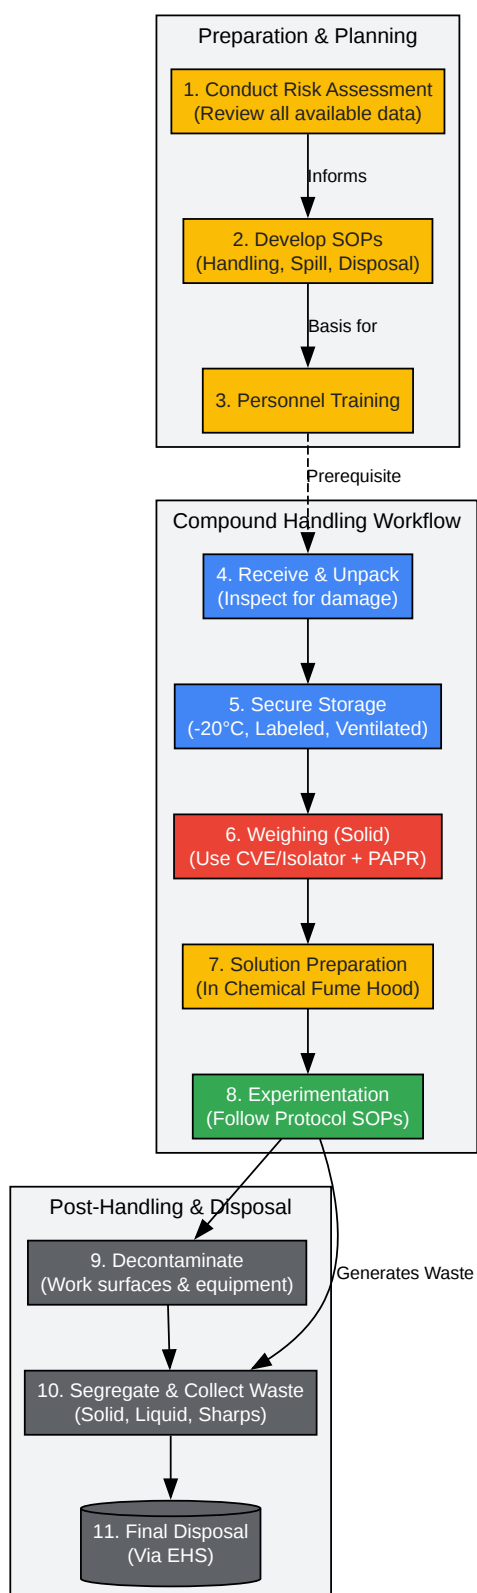 Preparation & Planning
1. Conduct Risk Assessment
(Review all available data)
Informs
2. Develop SOPs
(Handling, Spill, Disposal)
Basis for
3. Personnel Training
Prerequisite
Compound Handling Workflow
4. Receive & Unpack
(Inspect for damage)
5. Secure Storage
(-20°C, Labeled, Ventilated)
6. Weighing (Solid)
(Use CVE/Isolator + PAPR)
7. Solution Preparation
(In Chemical Fume Hood)
8. Experimentation
(Follow Protocol SOPs)
Post-Handling & Disposal
9. Decontaminate
(Work surfaces & equipment)
Generates Waste
10. Segregate & Collect Waste
(Solid, Liquid, Sharps)
11. Final Disposal
(Via EHS)